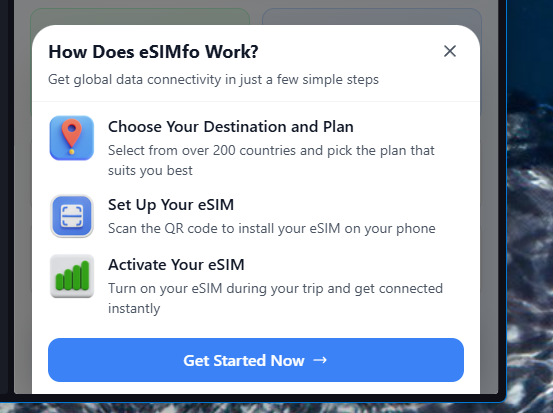 How Does eSIMfo Work?
Get global data connectivity in just a few simple steps
Choose Your Destination and Plan
Select from over 200 countries and pick the plan that
suits you best
Set Up Your eSIM
Scan the QR code to install your eSIM on your phone
Activate Your eSIM
Turn on your eSIM during your trip and get connected
instantly
Get Started Now →